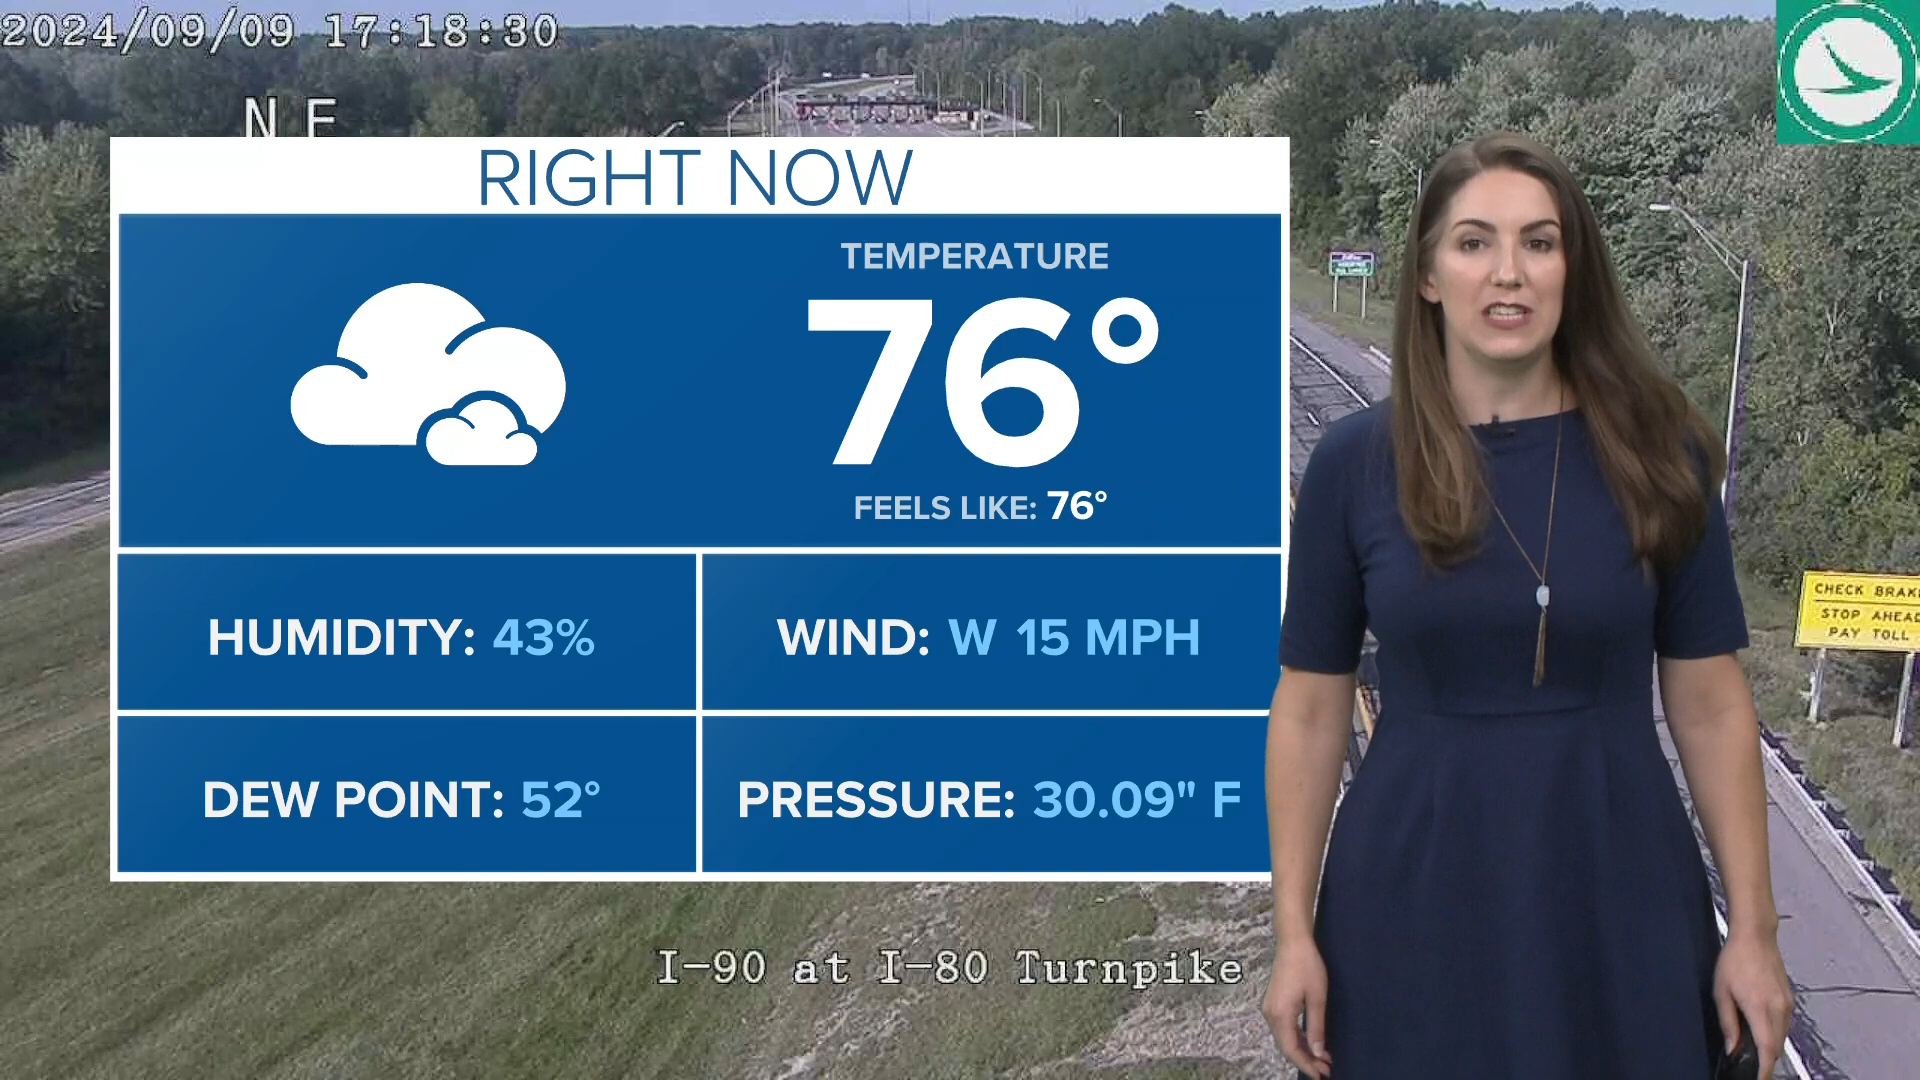 2024/09/09 17:18:30
N E
RIGHT NOW
TEMPERATURE
76°
FEELS LIKE: 76°
HUMIDITY: 43%
WIND: W 15 MPH
DEW POINT: 52°
PRESSURE: 30.09" F
CHECK BRAKE
STOP AHEAD
PAY TOLL
I-90 at I-80 Turnpike